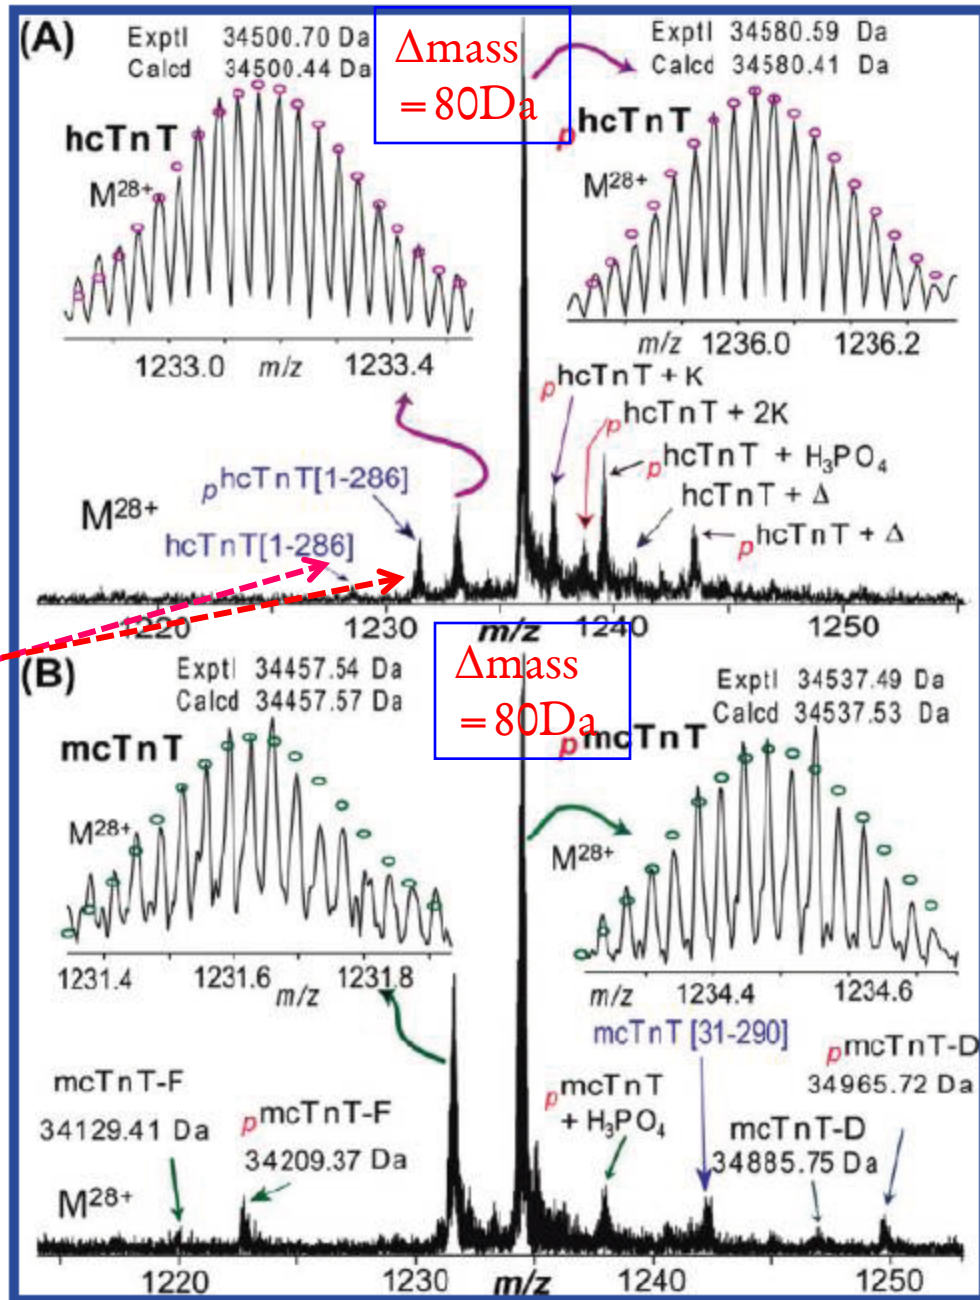 (A)
Exptl 34500.70 Da
Calcd 34500.44 Da
Δmass
=80Da
Exptl 34580.59 Da
Calcd 34580.41 Da
hcTnT
M28+
phcTnT
M28+
1233.0 m/z 1233.4
m/z 1236.0 1236.2
phcTnT + K
phcTnT + 2K
phcTnT + H3PO4
hcTnT + Δ
phcTnT + Δ
phcTnT[1-286]
M28+
hcTnT[1-286]
1220 1230 m/z 1240 1250
(B)
Exptl 34457.54 Da
Calcd 34457.57 Da
Δmass
=80Da
Exptl 34537.49 Da
Calcd 34537.53 Da
mcTnT
M28+
pmcTnT
M28+
1231.4 1231.6 1231.8
m/z
m/z 1234.4 1234.6
mcTnT [31-290]
pmcTnT-D
34965.72 Da
mcTnT-F
34129.41 Da
pmcTnT-F
34209.37 Da
pmcTnT
+ H3PO4
mcTnT-D
34885.75 Da
M28+
1220 1230 m/z 1240 1250